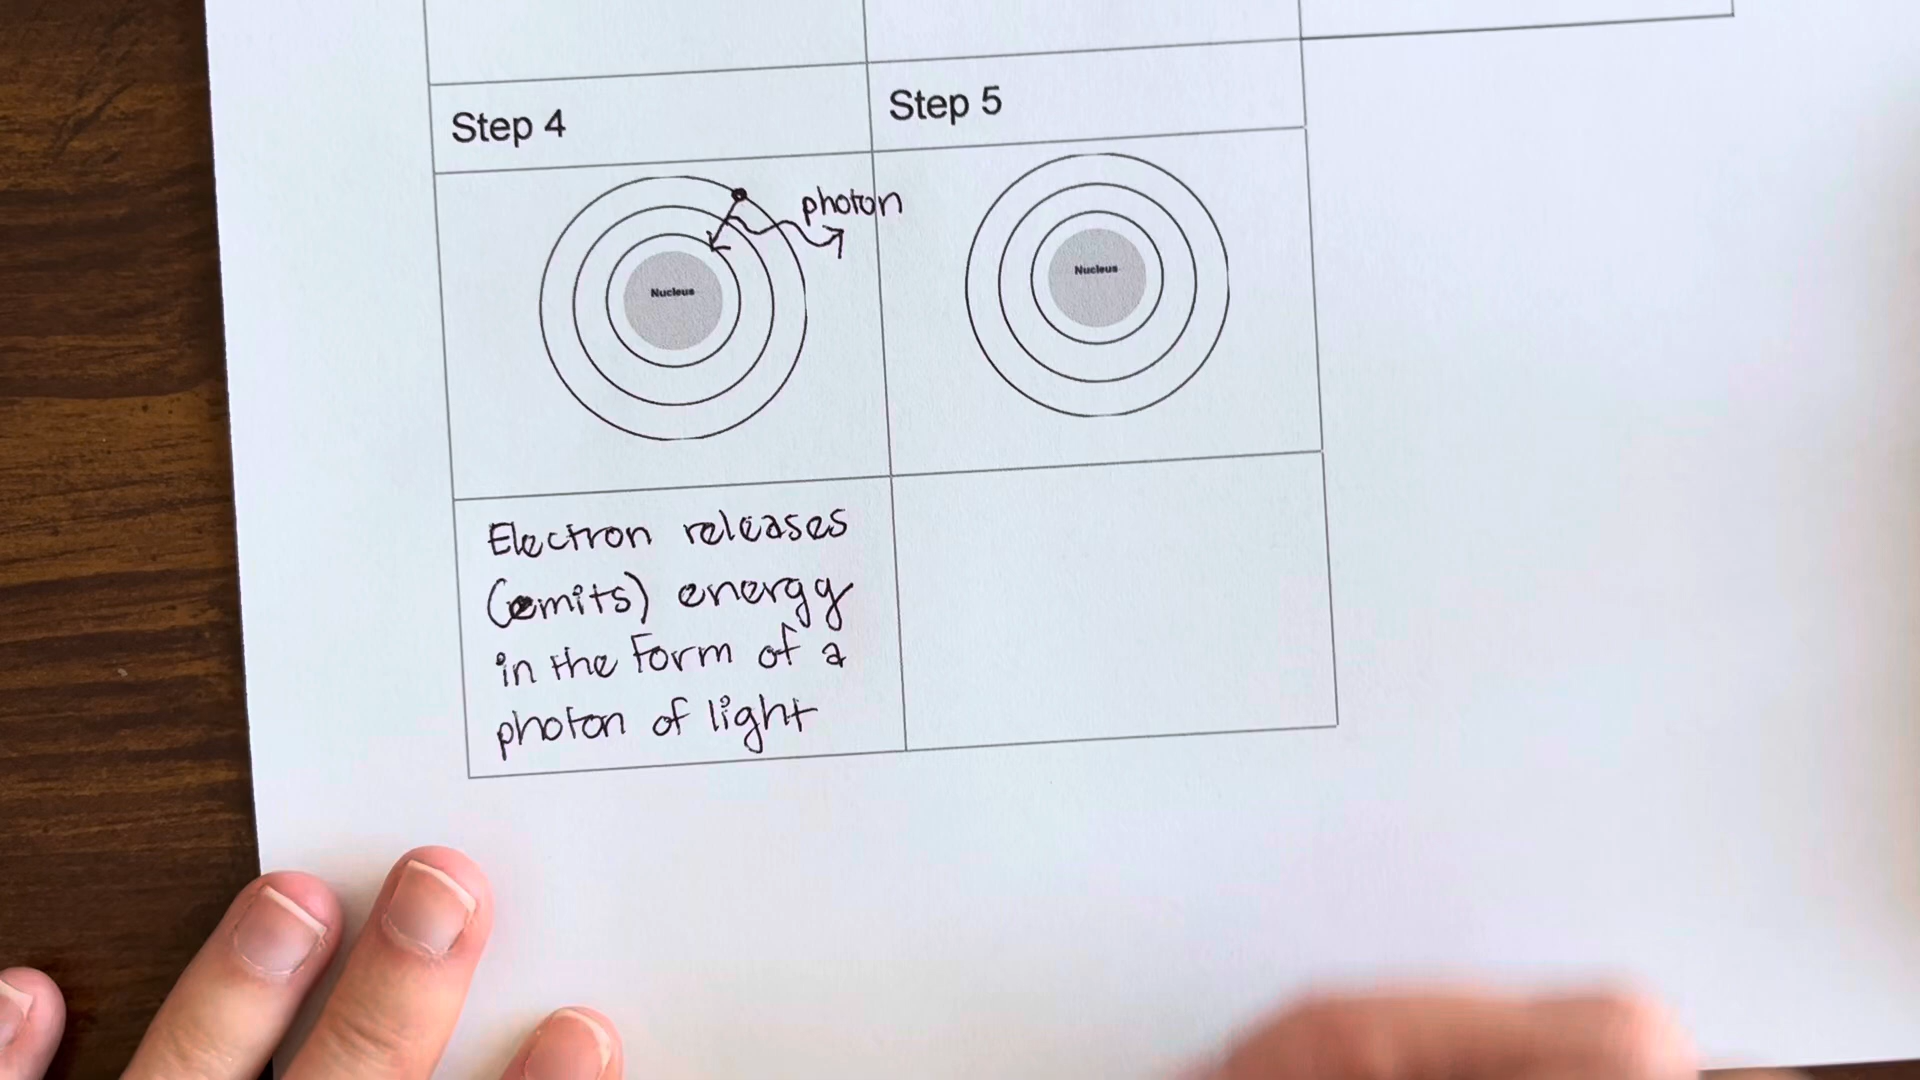 Step 4
Step 5
photon
Nucleus
Nucleus
Electron releases
(emits) energy
in the form of a
photon of light